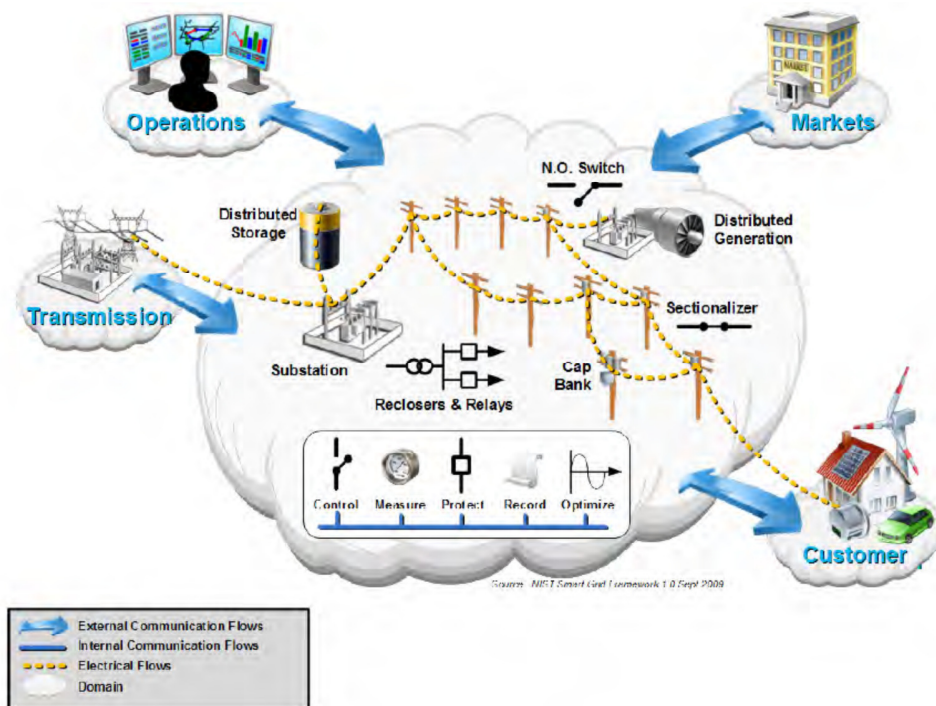 Operations
MARKET
Markets
N.O. Switch
Distributed
Storage
Distributed
Generation
Transmission
Sectionalizer
Substation
Cap
Bank
Reclosers & Relays
Control
Measure
Protect
Record
Optimize
Customer
Source: NIST Smart Grid Framework 1.0 Sept 2009
External Communication Flows
Internal Communication Flows
Electrical Flows
Domain